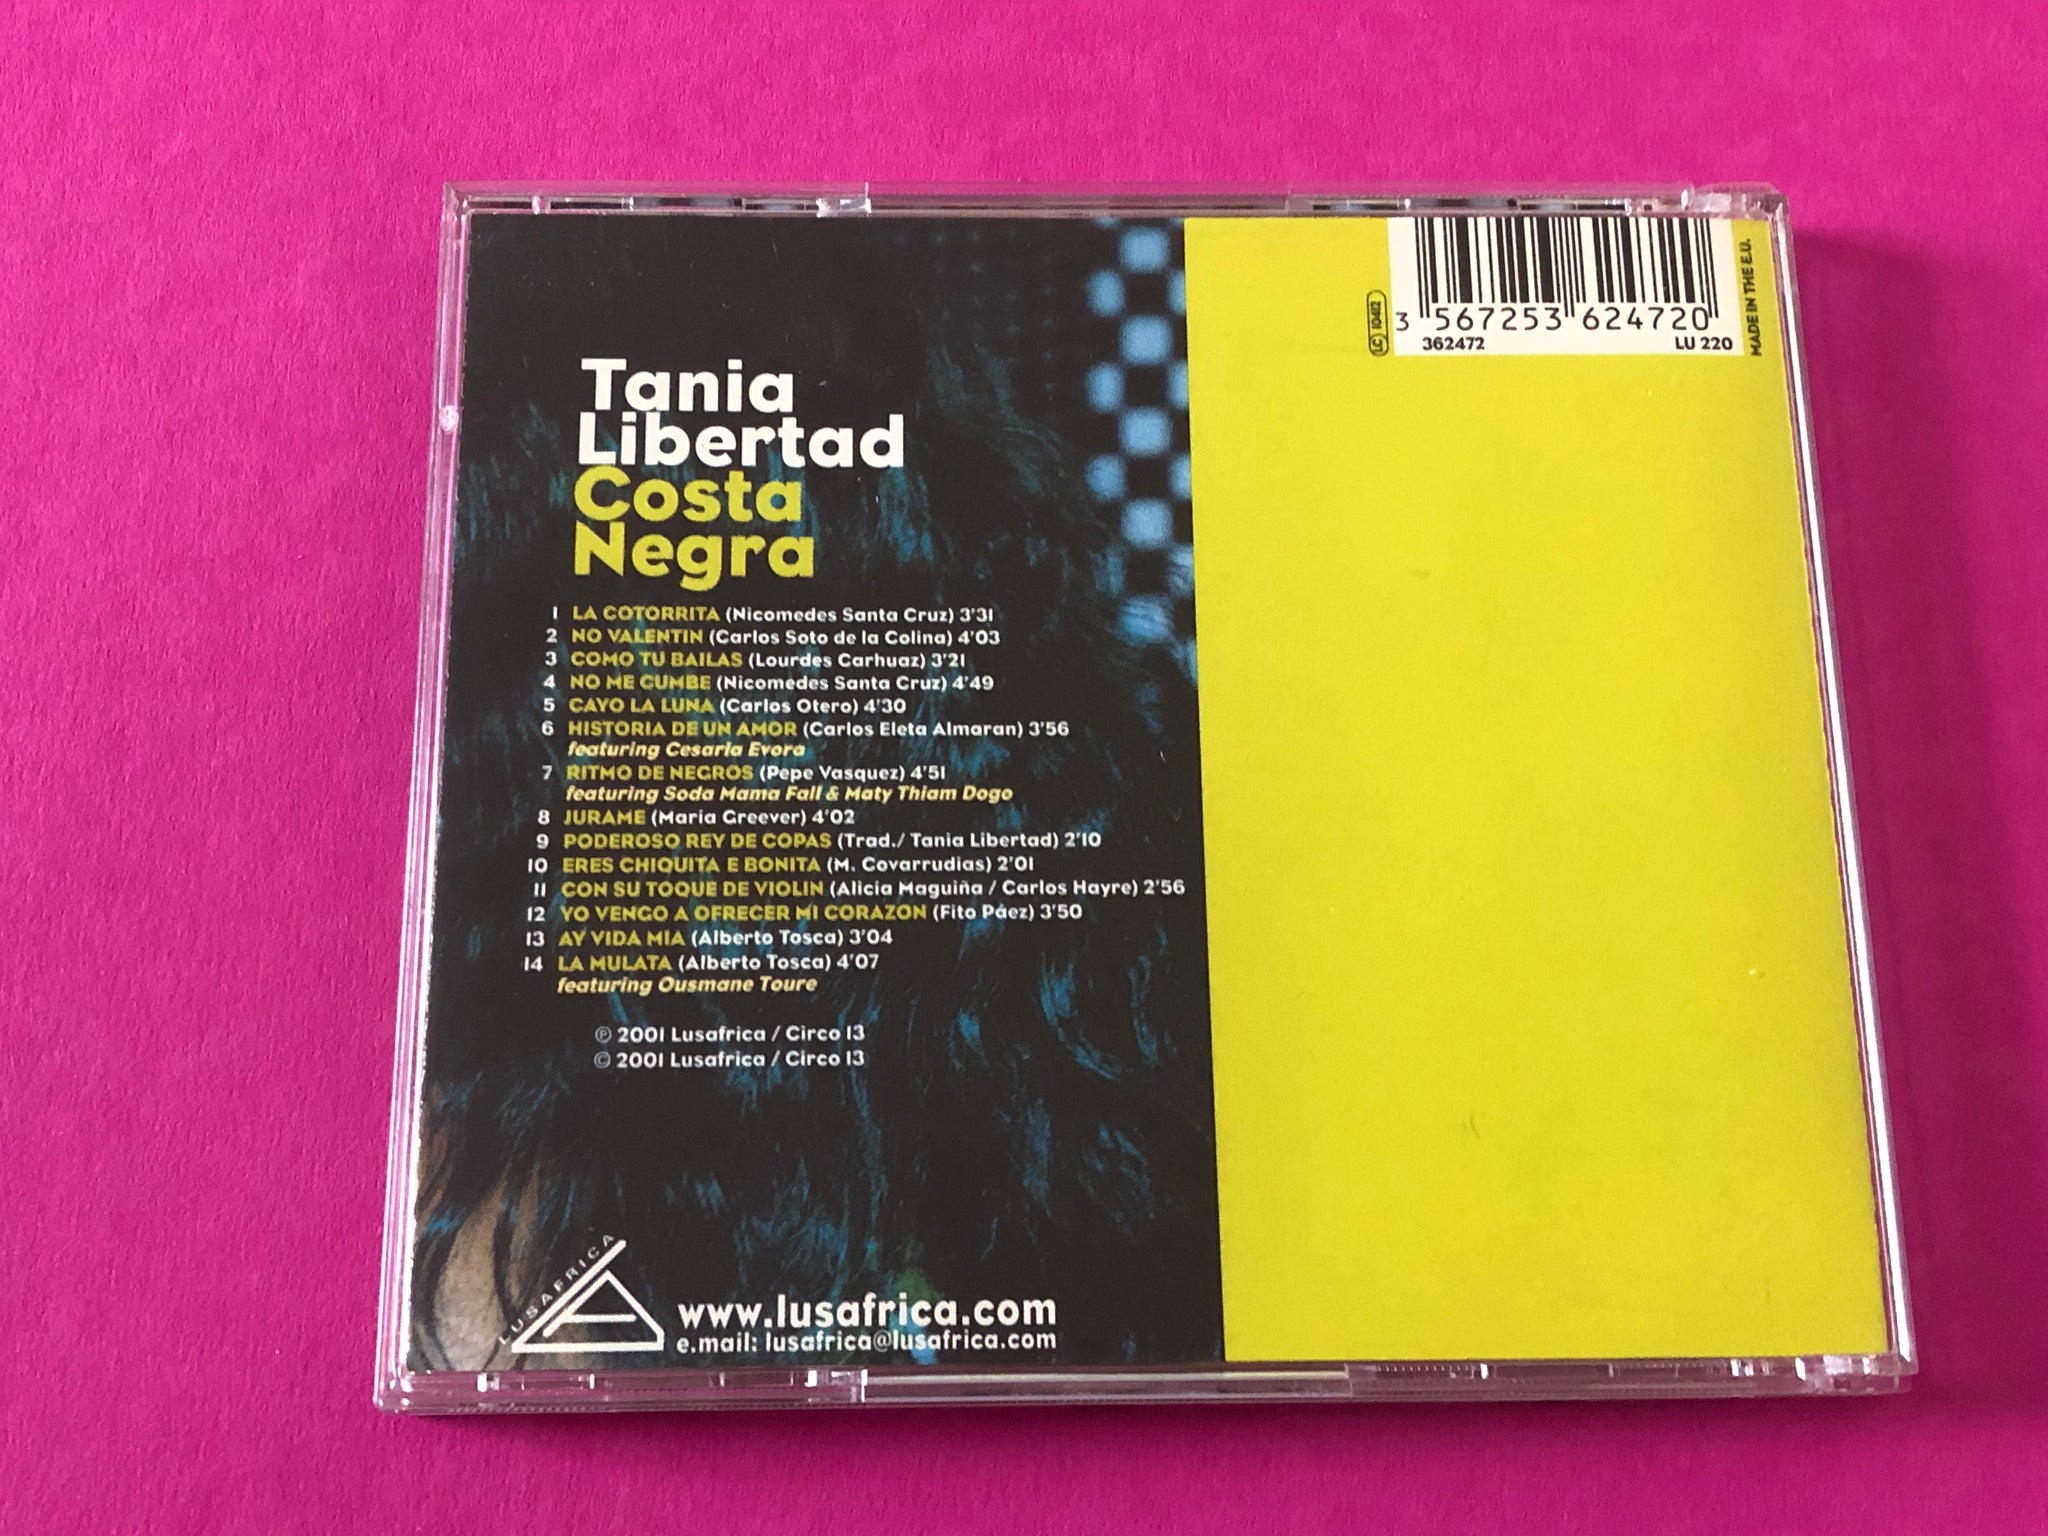 Tania
Libertad
Costa
Negra
1 LA COTORRITA (Nicomedes Santa Cruz) 3'31
2 NO VALENTIN (Carlos Soto de la Colina) 4'03
3 COMO TU BAILAS (Lourdes Carhuaz) 3'21
4 NO ME CUMBE (Nicomedes Santa Cruz) 4'49
5 CAYO LA LUNA (Carlos Otero) 4'30
6 HISTORIA DE UN AMOR (Carlos Eleta Almaran) 3'56
featuring Cesaria Evora
7 RITMO DE NEGROS (Pepe Vasquez) 4'51
featuring Soda Mama Fall & Maty Thiam Dogo
8 JURAME (Maria Greever) 4'02
9 PODEROSO REY DE COPAS (Trad./ Tania Libertad) 2'10
10 ERES CHIQUITA E BONITA (M. Covarrudias) 2'01
11 CON SU TOQUE DE VIOLIN (Alicia Maguiña / Carlos Hayre) 2'56
12 YO VENGO A OFRECER MI CORAZON (Fito Páez) 3'50
13 AY VIDA MIA (Alberto Tosca) 3'04
14 LA MULATA (Alberto Tosca) 4'07
featuring Ousmane Toure
℗ 2001 Lusafrica / Circo 13
© 2001 Lusafrica / Circo 13
LUSAFRICA
www.lusafrica.com
e.mail: lusafrica@lusafrica.com
LC 10402
3 567253 624720
362472 LU 220
MADE IN THE E.U.